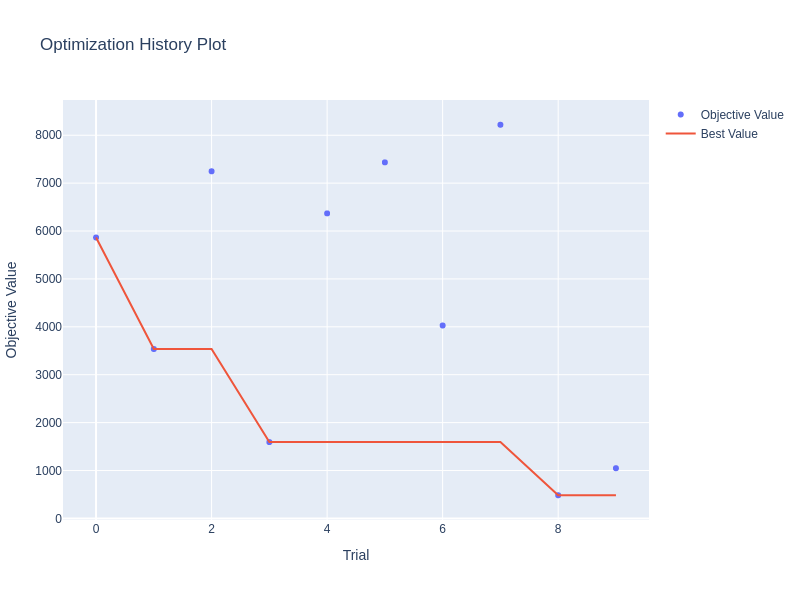 Optimization History Plot
Objective Value
Best Value
8000
7000
6000
5000
4000
3000
2000
1000
0
Objective Value
0 2 4 6 8
Trial